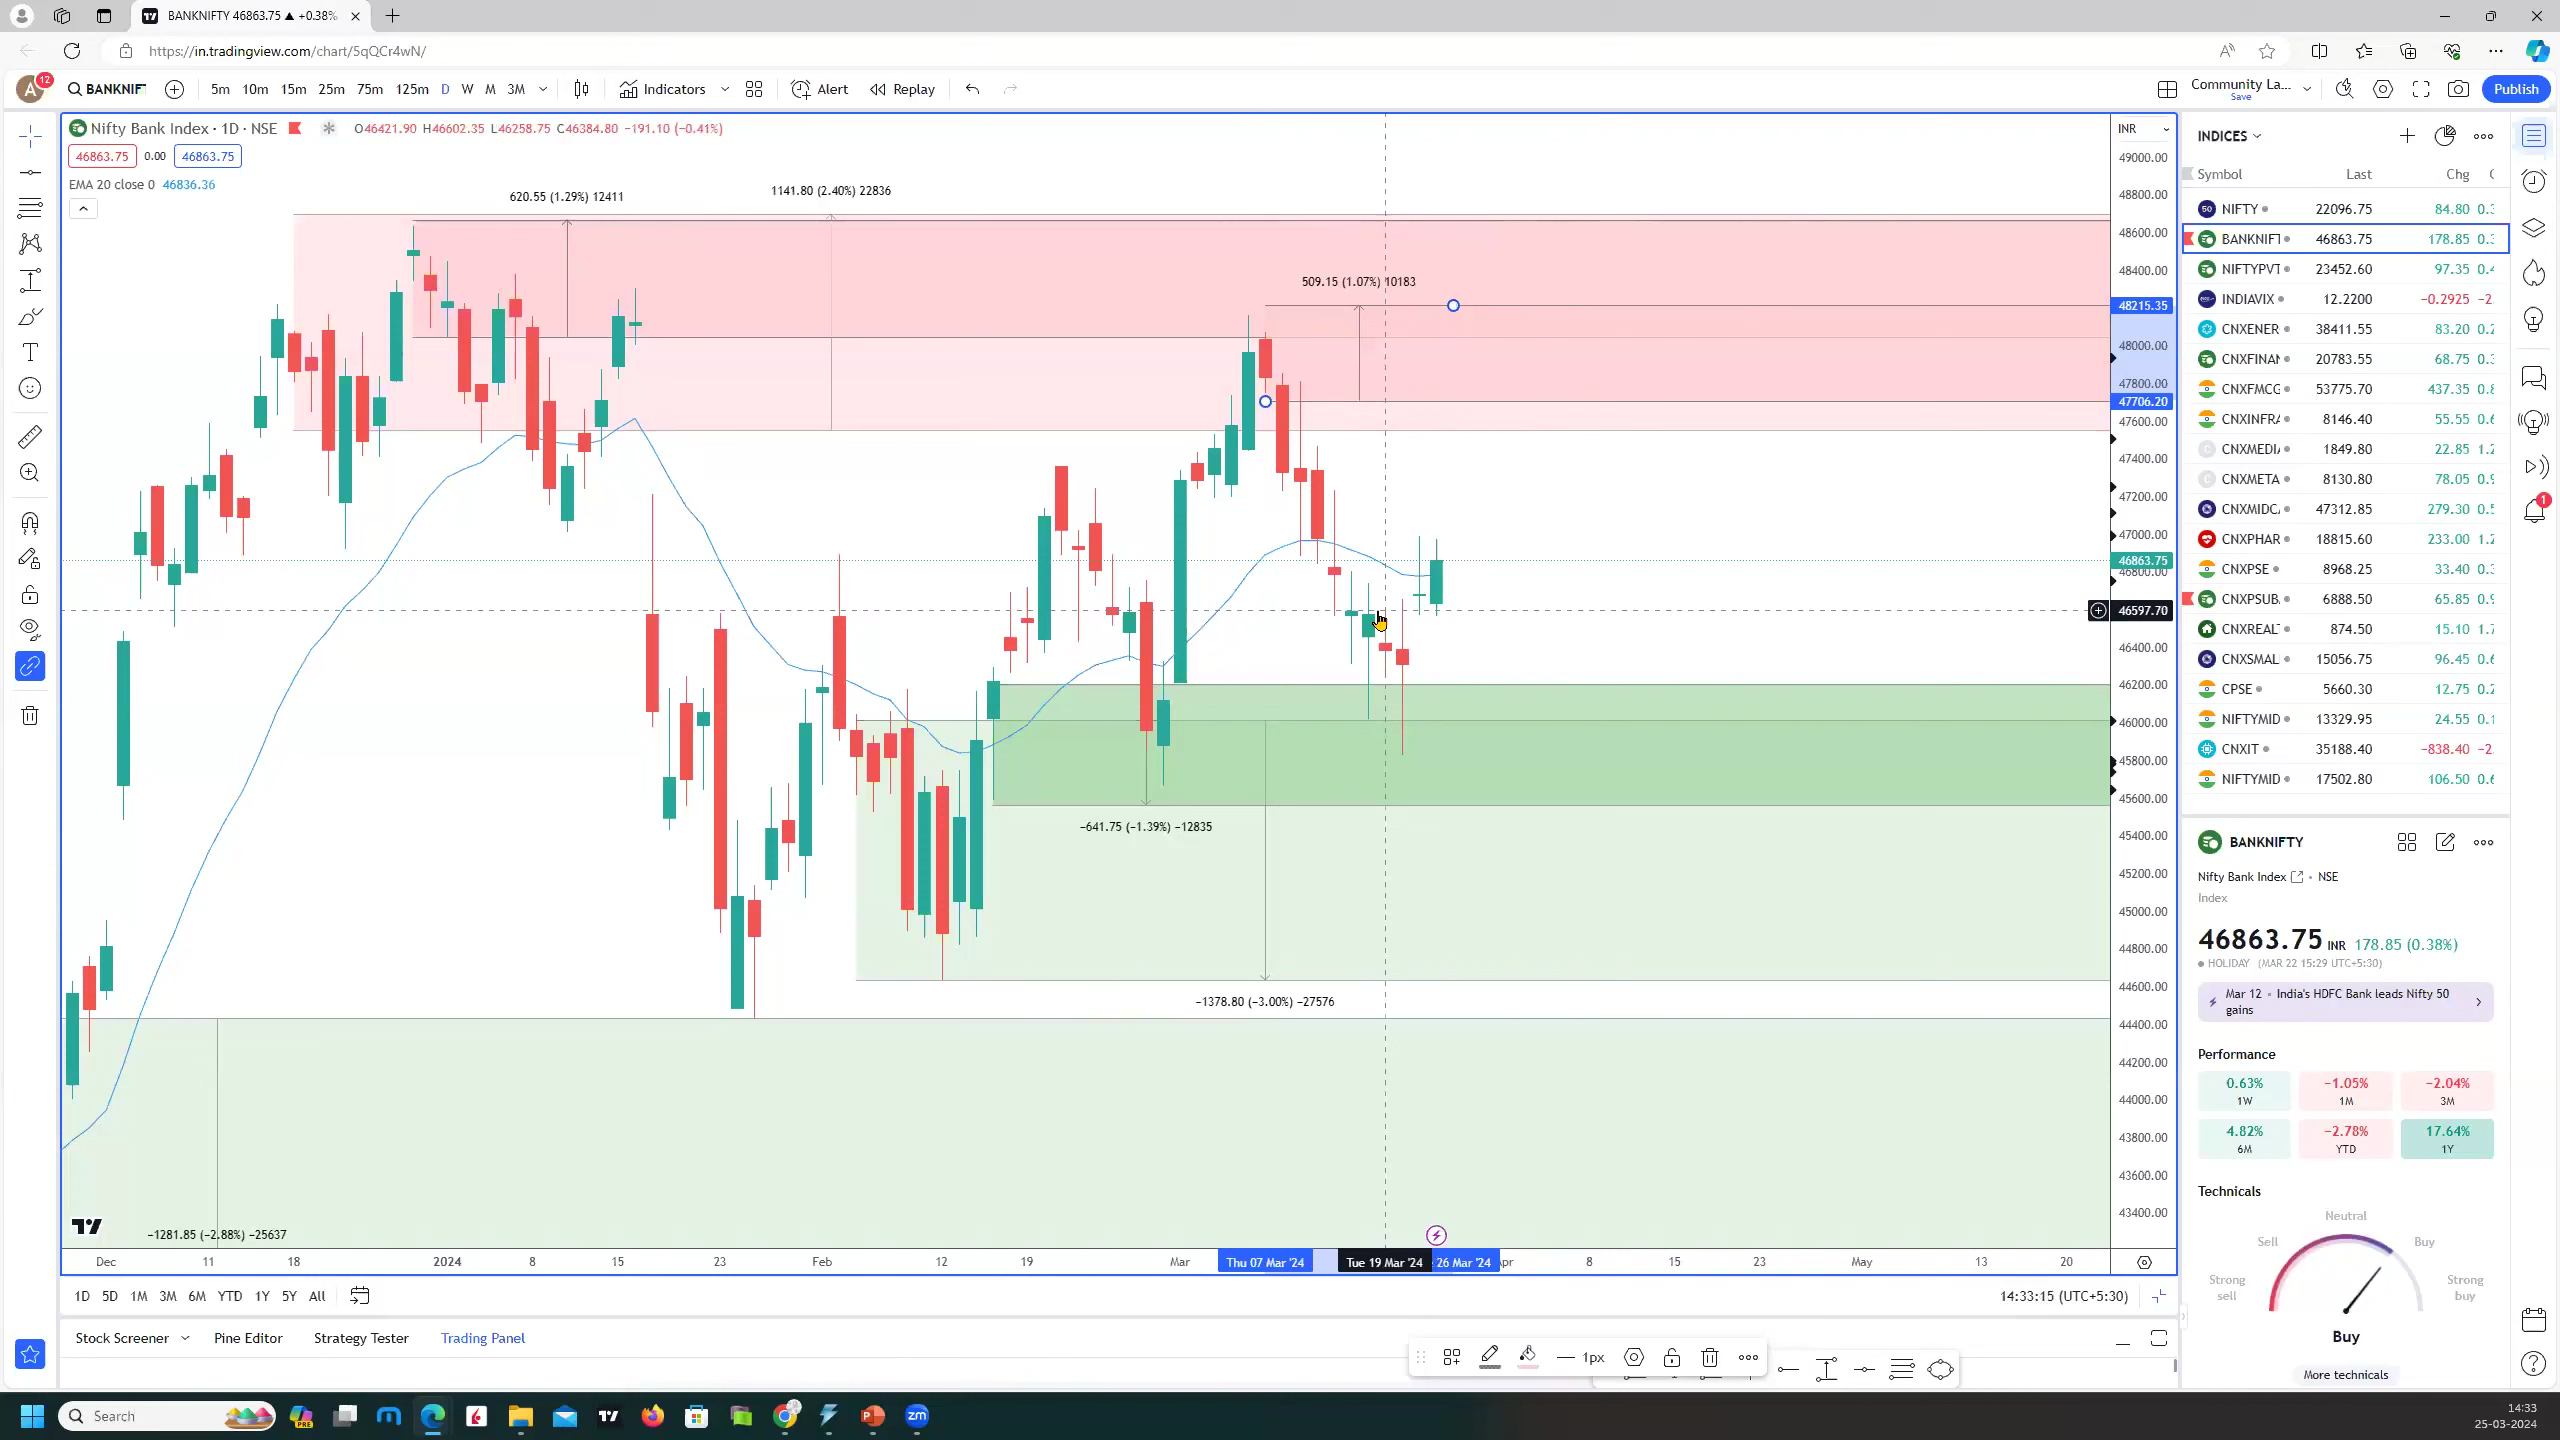 BANKNIFTY 46863.75 ▲ +0.38%
https://in.tradingview.com/chart/5qQCr4wN/
A 12 BANKNIFT 5m 10m 15m 25m 75m 125m D W M 3M Indicators Alert Replay Community La... Save Publish
Nifty Bank Index · 1D · NSE O46421.90 H46602.35 L46258.75 C46384.80 −191.10 (−0.41%)
46863.75 0.00 46863.75
EMA 20 close 0 46836.36
620.55 (1.29%) 12411
1141.80 (2.40%) 22836
509.15 (1.07%) 10183
−641.75 (−1.39%) −12835
−1378.80 (−3.00%) −27576
−1281.85 (−2.88%) −25637
INR
49000.00
48800.00
48600.00
48400.00
48215.35
48000.00
47800.00
47706.20
47600.00
47400.00
47200.00
47000.00
46863.75
46800.00
46597.70
46400.00
46200.00
46000.00
45800.00
45600.00
45400.00
45200.00
45000.00
44800.00
44600.00
44400.00
44200.00
44000.00
43800.00
43600.00
43400.00
Dec 11 18 2024 8 15 23 Feb 12 19 Mar Thu 07 Mar '24 Tue 19 Mar '24 26 Mar '24 8 15 23 May 13 20
1D 5D 1M 3M 6M YTD 1Y 5Y All 14:33:15 (UTC+5:30)
Stock Screener Pine Editor Strategy Tester Trading Panel
1px
INDICES
Symbol Last Chg
NIFTY 22096.75 84.80
BANKNIFT 46863.75 178.85
NIFTYPVT 23452.60 97.35
INDIAVIX 12.2200 −0.2925
CNXENER 38411.55 83.20
CNXFINAN 20783.55 68.75
CNXFMCG 53775.70 437.35
CNXINFRA 8146.40 55.55
CNXMEDIA 1849.80 22.85
CNXMETA 8130.80 78.05
CNXMIDCA 47312.85 279.30
CNXPHAR 18815.60 233.00
CNXPSE 8968.25 33.40
CNXPSUB 6888.50 65.85
CNXREALT 874.50 15.10
CNXSMAL 15056.75 96.45
CPSE 5660.30 12.75
NIFTYMID 13329.95 24.55
CNXIT 35188.40 −838.40
NIFTYMID 17502.80 106.50
BANKNIFTY
Nifty Bank Index · NSE
Index
46863.75 INR 178.85 (0.38%)
HOLIDAY (MAR 22 15:29 UTC+5:30)
Mar 12 · India's HDFC Bank leads Nifty 50
gains
Performance
0.63% −1.05% −2.04%
1W 1M 3M
4.82% −2.78% 17.64%
6M YTD 1Y
Technicals
Neutral
Sell Buy
Strong sell Strong buy
Buy
More technicals
Search
14:33
25-03-2024